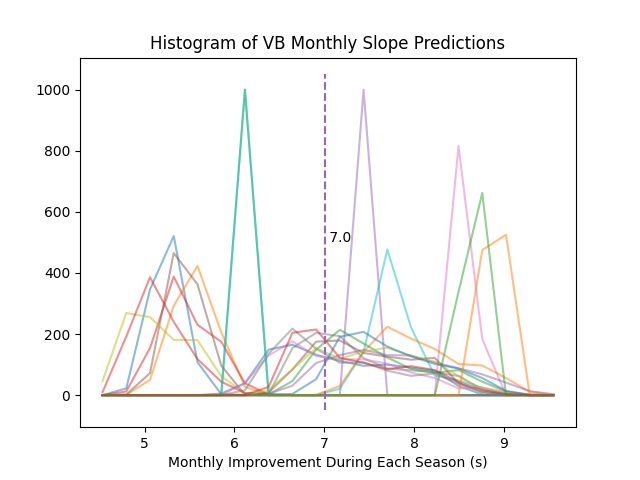 Histogram of VB Monthly Slope Predictions
1000
800
600
400
200
0
7.0
5 6 7 8 9
Monthly Improvement During Each Season (s)